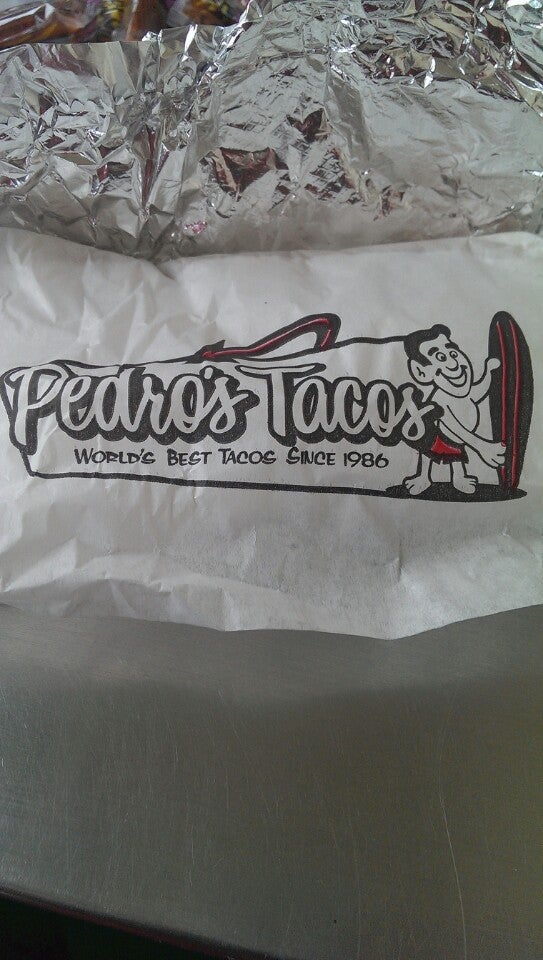 Pedro's Tacos
WORLD'S BEST TACOS SINCE 1986